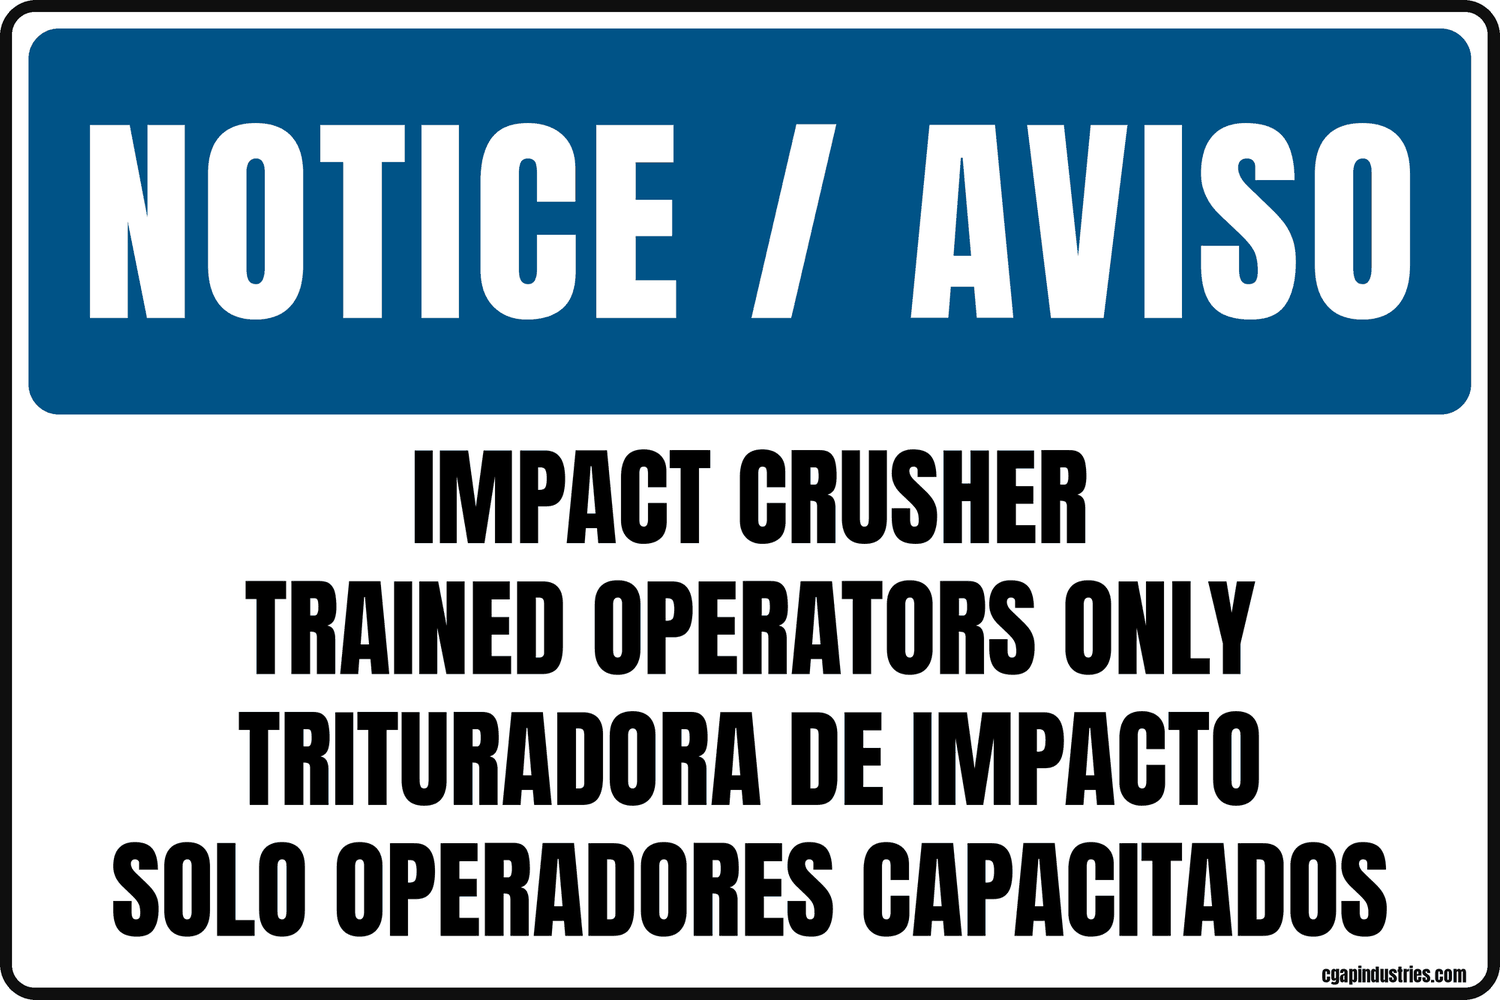 NOTICE / AVISO
IMPACT CRUSHER
TRAINED OPERATORS ONLY
TRITURADORA DE IMPACTO
SOLO OPERADORES CAPACITADOS
cgapindustries.com